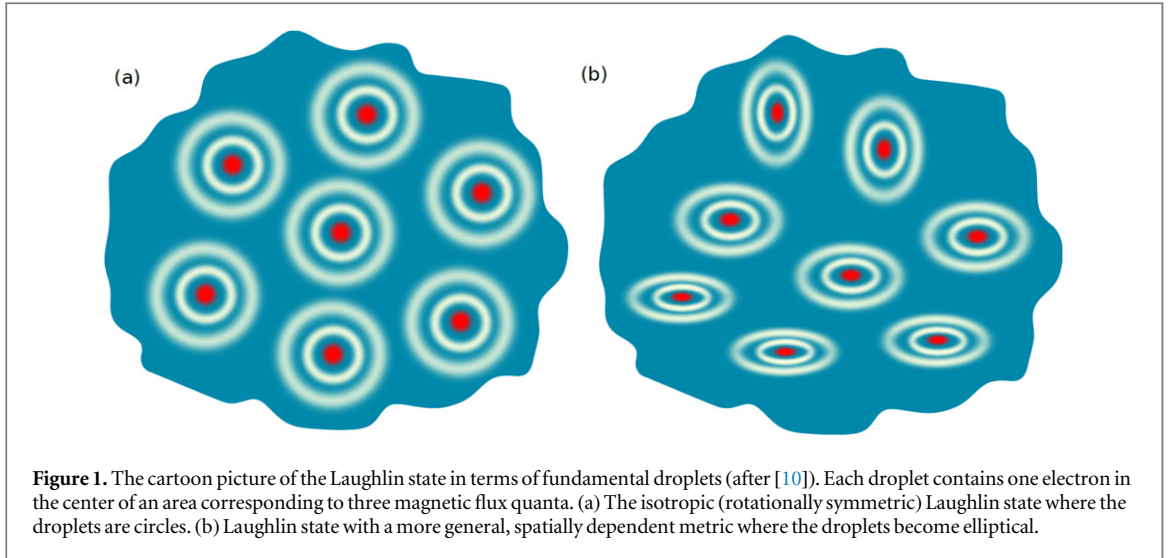 (a)
(b)
Figure 1. The cartoon picture of the Laughlin state in terms of fundamental droplets (after [10]). Each droplet contains one electron in
the center of an area corresponding to three magnetic flux quanta. (a) The isotropic (rotationally symmetric) Laughlin state where the
droplets are circles. (b) Laughlin state with a more general, spatially dependent metric where the droplets become elliptical.